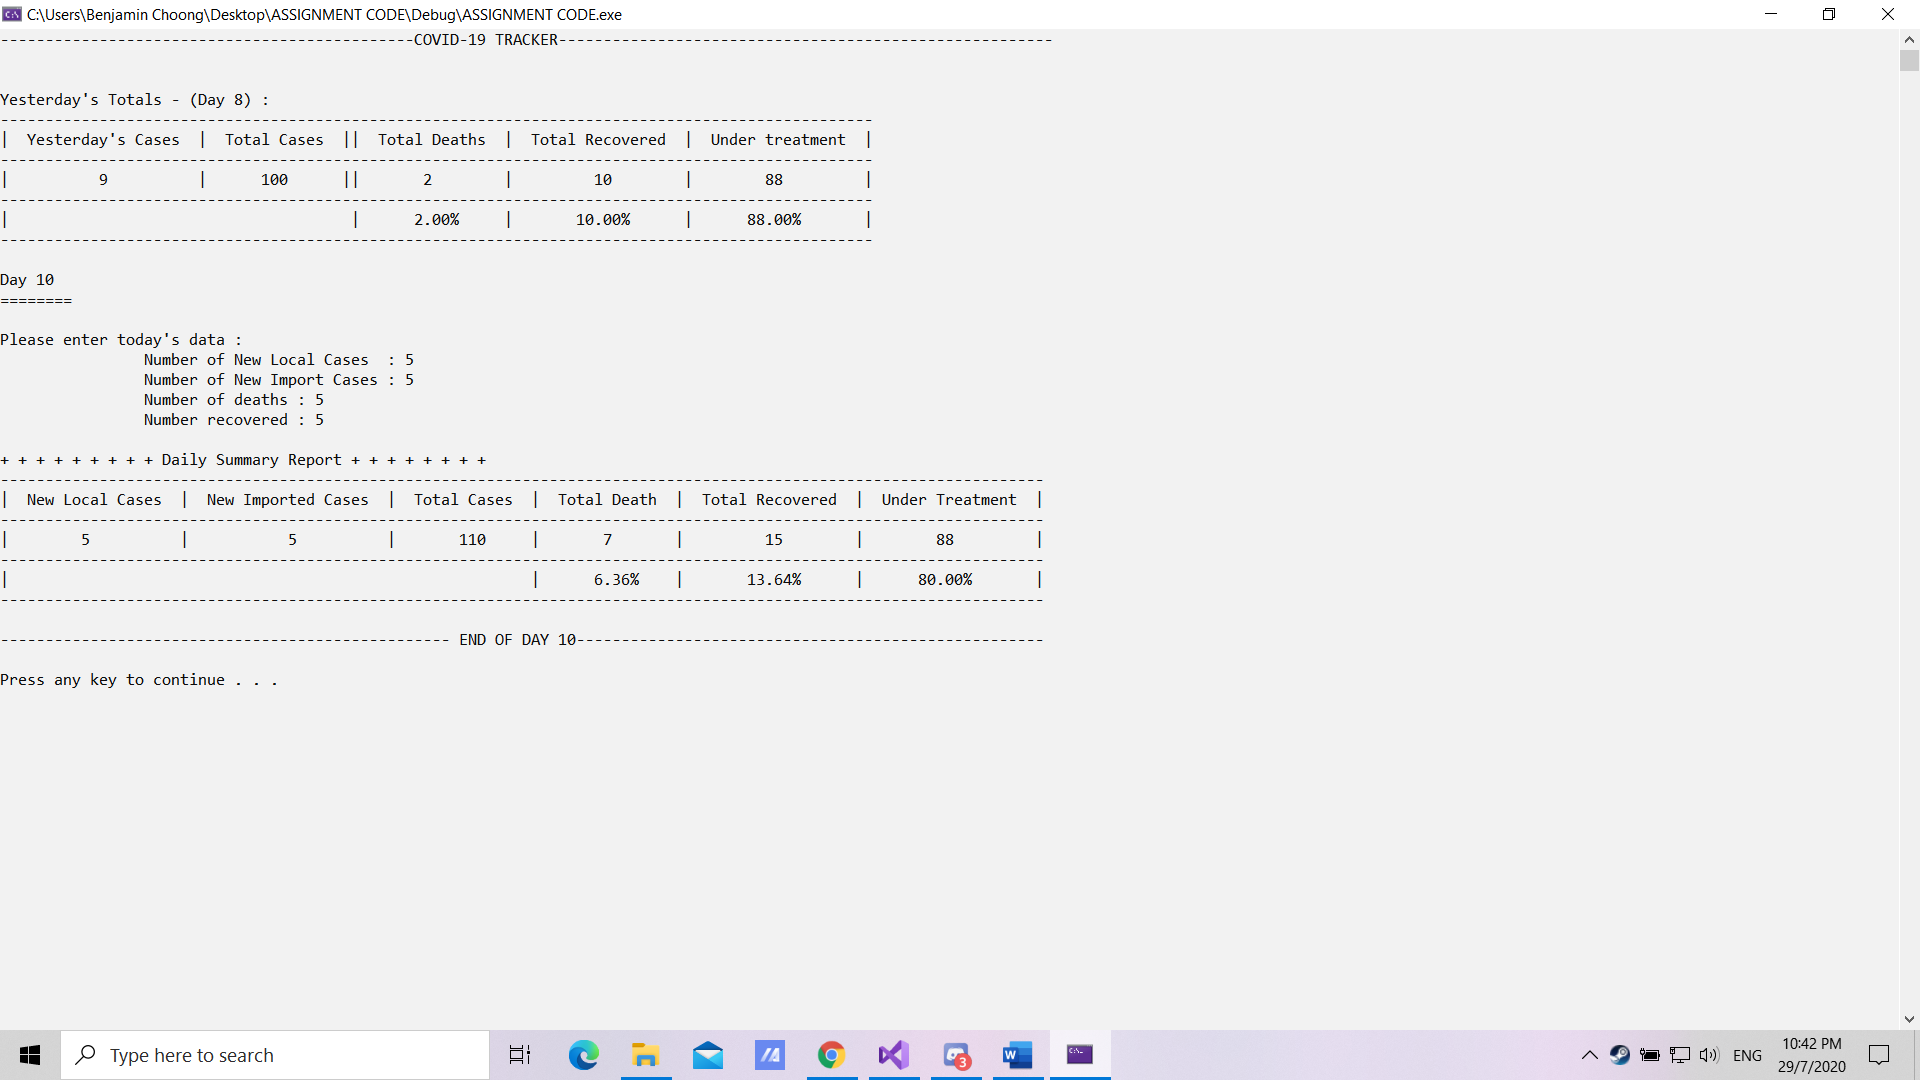 C:\Users\Benjamin Choong\Desktop\ASSIGNMENT CODE\Debug\ASSIGNMENT CODE.exe
----------------------------------------------COVID-19 TRACKER-------------------------------------------------------
Yesterday's Totals - (Day 8) :
-------------------------------------------------------------------------------------------------
|  Yesterday's Cases  |  Total Cases  ||  Total Deaths  |  Total Recovered  |  Under treatment  |
-------------------------------------------------------------------------------------------------
|          9          |      100      ||       2        |         10        |        88         |
-------------------------------------------------------------------------------------------------
|                                      |      2.00%     |       10.00%      |      88.00%       |
-------------------------------------------------------------------------------------------------
Day 10
========
Please enter today's data :
                Number of New Local Cases  : 5
                Number of New Import Cases : 5
                Number of deaths : 5
                Number recovered : 5
+ + + + + + + + + Daily Summary Report + + + + + + + +
--------------------------------------------------------------------------------------------------------------------
|  New Local Cases  |  New Imported Cases  |  Total Cases  |  Total Death  |  Total Recovered  |  Under Treatment  |
--------------------------------------------------------------------------------------------------------------------
|        5          |           5          |       110     |       7       |         15        |        88         |
--------------------------------------------------------------------------------------------------------------------
|                                                          |      6.36%    |       13.64%      |      80.00%       |
--------------------------------------------------------------------------------------------------------------------
-------------------------------------------------- END OF DAY 10----------------------------------------------------
Press any key to continue . . .
Type here to search
3
ENG
10:42 PM
29/7/2020